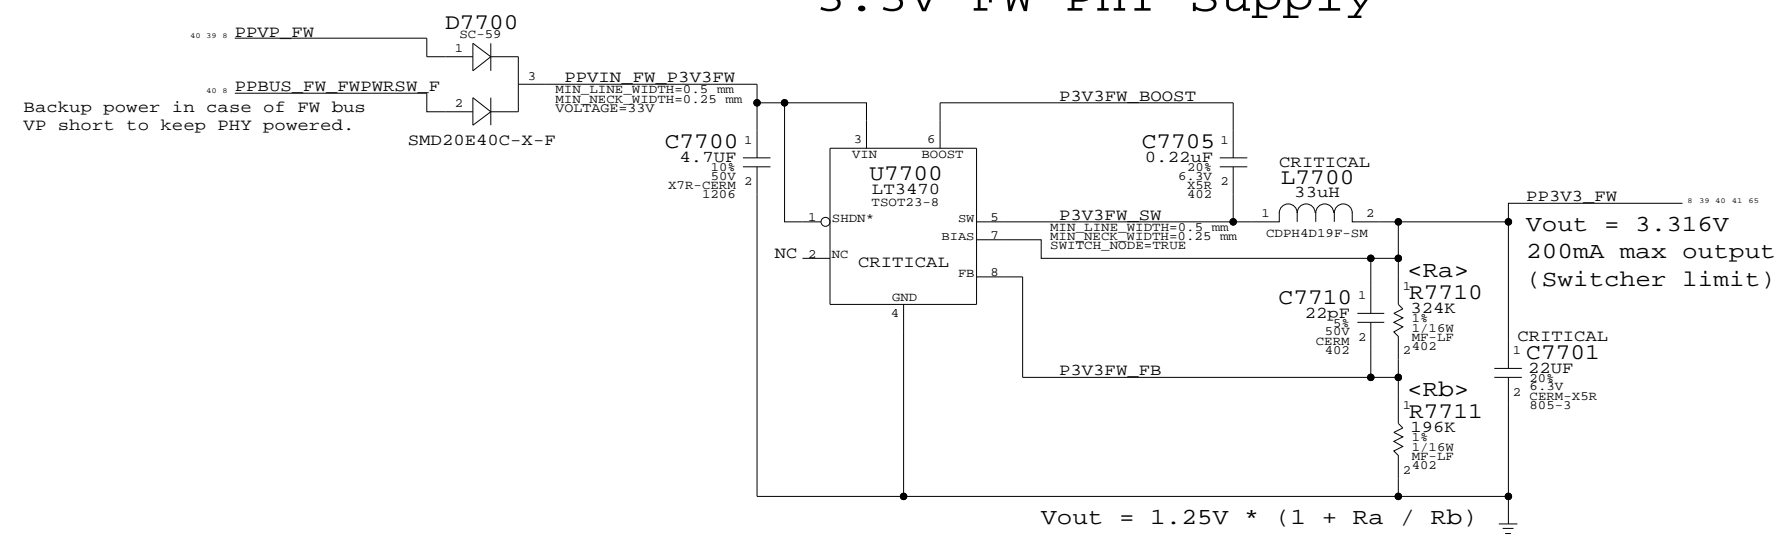 3.3V FW PHY Supply
D7700
SC-59
40 39 8 PPVP_FW
1
40 8 PPBUS_FW_FWPWRSW_F
2
3
Backup power in case of FW bus
VP short to keep PHY powered.
SMD20E40C-X-F
PPVIN_FW_P3V3FW
MIN_LINE_WIDTH=0.5 mm
MIN_NECK_WIDTH=0.25 mm
VOLTAGE=33V
C7700 1
4.7UF
10%
50V
X7R-CERM 2
1206
3
VIN
6
BOOST
U7700
LT3470
TSOT23-8
1 SHDN*
NC 2 NC
CRITICAL
SW 5
BIAS 7
FB 8
GND
4
P3V3FW_BOOST
C7705 1
0.22uF
20%
6.3V 2
X5R
402
P3V3FW_SW
MIN_LINE_WIDTH=0.5 mm
MIN_NECK_WIDTH=0.25 mm
SWITCH_NODE=TRUE
CRITICAL
L7700
33uH
1 2
CDPH4D19F-SM
PP3V3_FW 8 39 40 41 65
Vout = 3.316V
200mA max output
(Switcher limit)
C7710 1
22pF
5%
50V 2
CERM
402
<Ra>
1 R7710
324K
1%
1/16W
MF-LF
2 402
P3V3FW_FB
<Rb>
1 R7711
196K
1%
1/16W
MF-LF
2 402
CRITICAL
1 C7701
22UF
20%
2 6.3V
CERM-X5R
805-3
Vout = 1.25V * (1 + Ra / Rb)